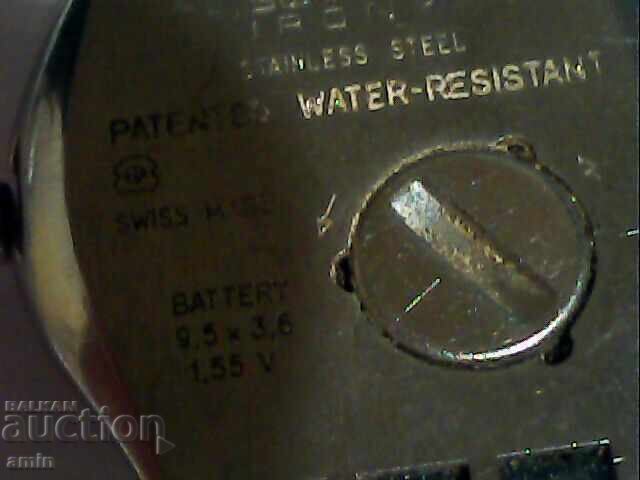 STAINLESS STEEL
PATENTED WATER-RESISTANT
SWISS MADE
BATTERY
9,5 x 3,6
1,55 V
BALKAN
auction
amin